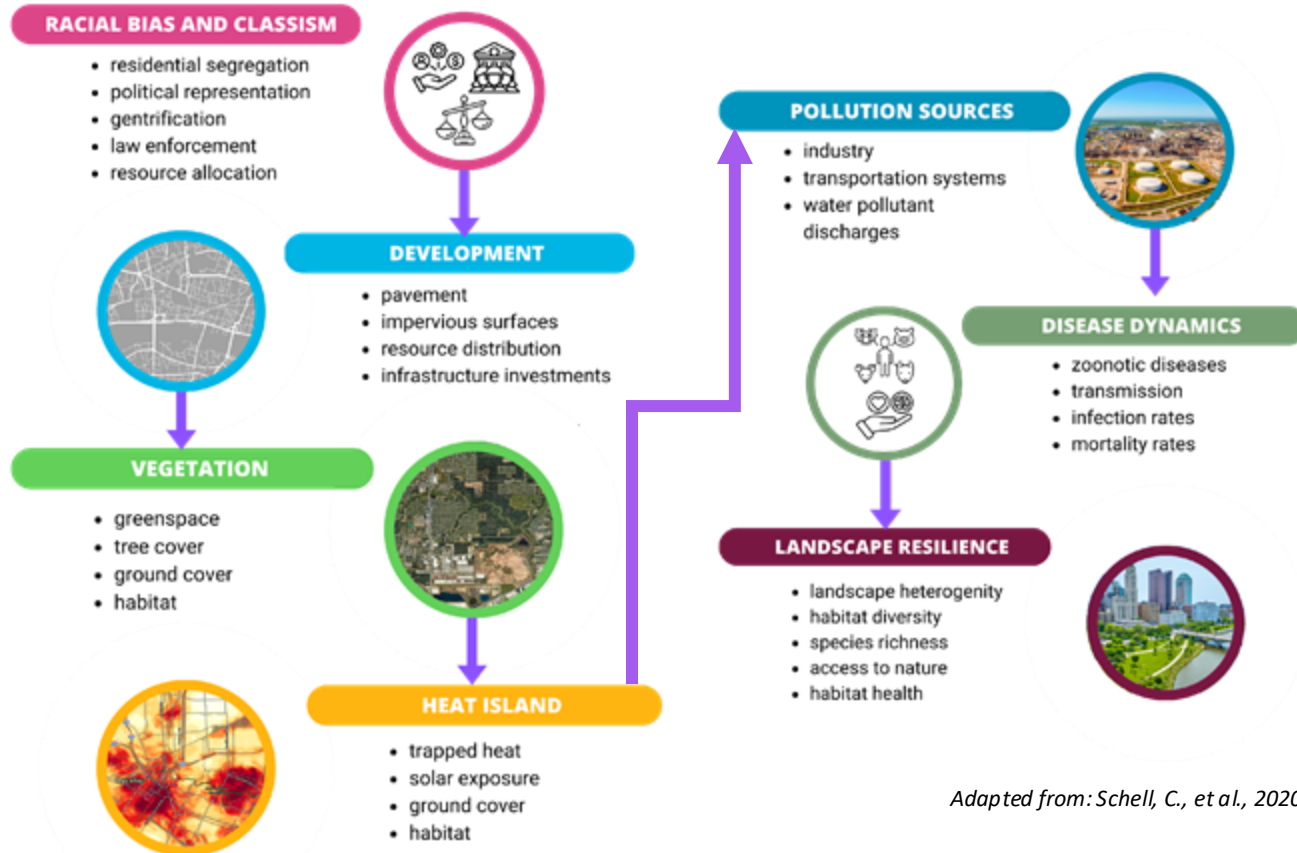 RACIAL BIAS AND CLASSISM
• residential segregation
• political representation
• gentrification
• law enforcement
• resource allocation
DEVELOPMENT
• pavement
• impervious surfaces
• resource distribution
• infrastructure investments
VEGETATION
• greenspace
• tree cover
• ground cover
• habitat
HEAT ISLAND
• trapped heat
• solar exposure
• ground cover
• habitat
POLLUTION SOURCES
• industry
• transportation systems
• water pollutant
discharges
DISEASE DYNAMICS
• zoonotic diseases
• transmission
• infection rates
• mortality rates
LANDSCAPE RESILIENCE
• landscape heterogenity
• habitat diversity
• species richness
• access to nature
• habitat health
Adapted from: Schell, C., et al., 2020